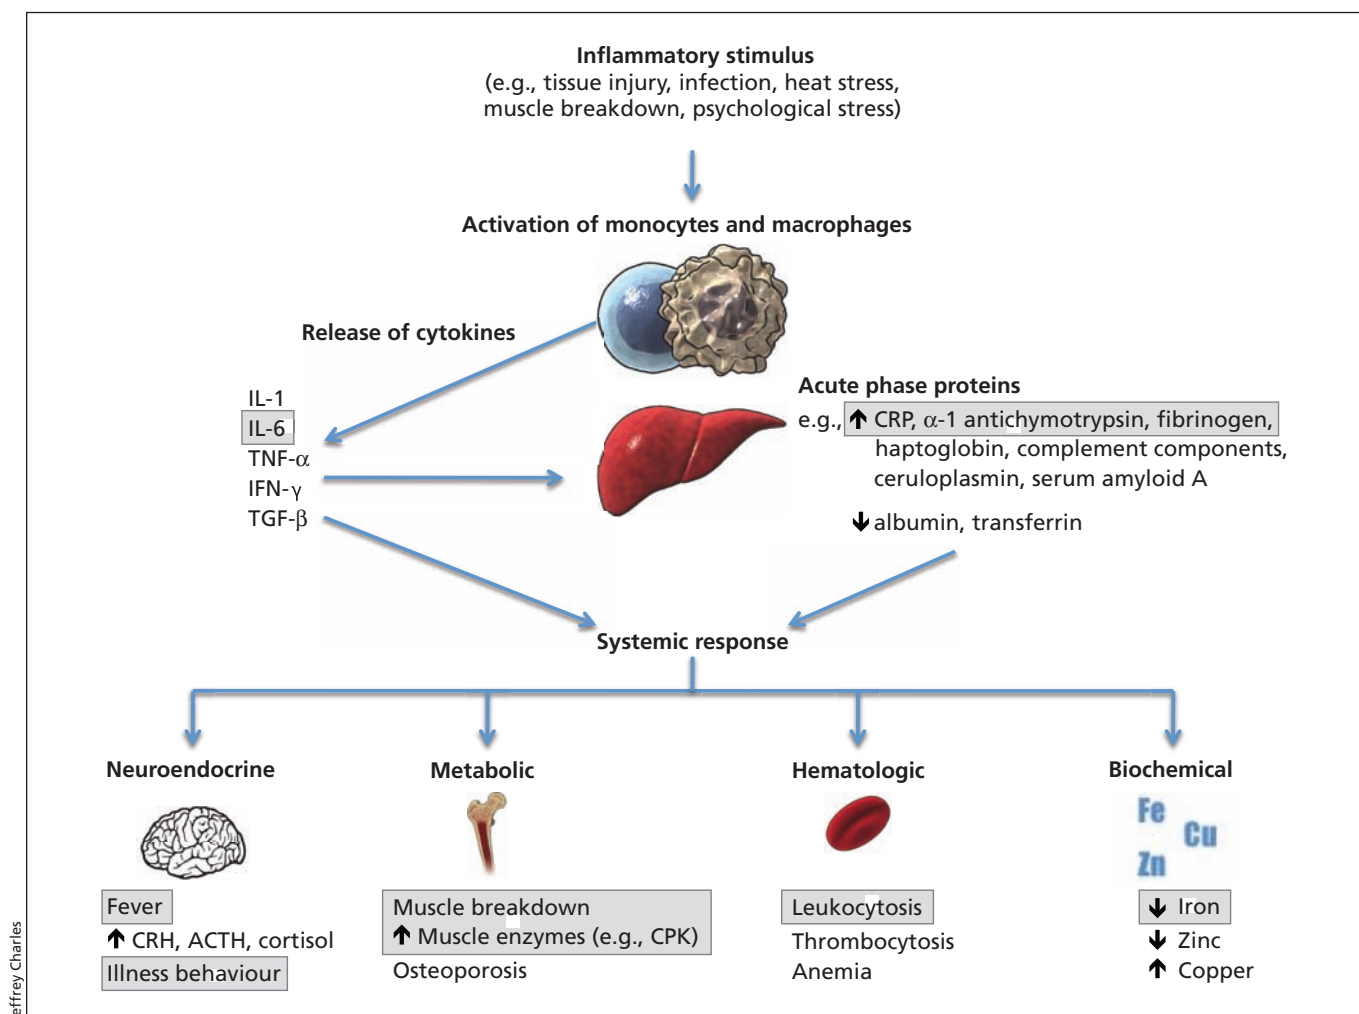 Inflammatory stimulus
(e.g., tissue injury, infection, heat stress,
muscle breakdown, psychological stress)
Activation of monocytes and macrophages
Release of cytokines
IL-1
IL-6
TNF-α
IFN-γ
TGF-β
Acute phase proteins
e.g., ↑ CRP, α-1 antichymotrypsin, fibrinogen,
haptoglobin, complement components,
ceruloplasmin, serum amyloid A
↓ albumin, transferrin
Systemic response
Neuroendocrine
Fever
↑ CRH, ACTH, cortisol
Illness behaviour
Metabolic
Muscle breakdown
↑ Muscle enzymes (e.g., CPK)
Osteoporosis
Hematologic
Leukocytosis
Thrombocytosis
Anemia
Biochemical
Fe
Cu
Zn
↓ Iron
↓ Zinc
↑ Copper
effrey Charles